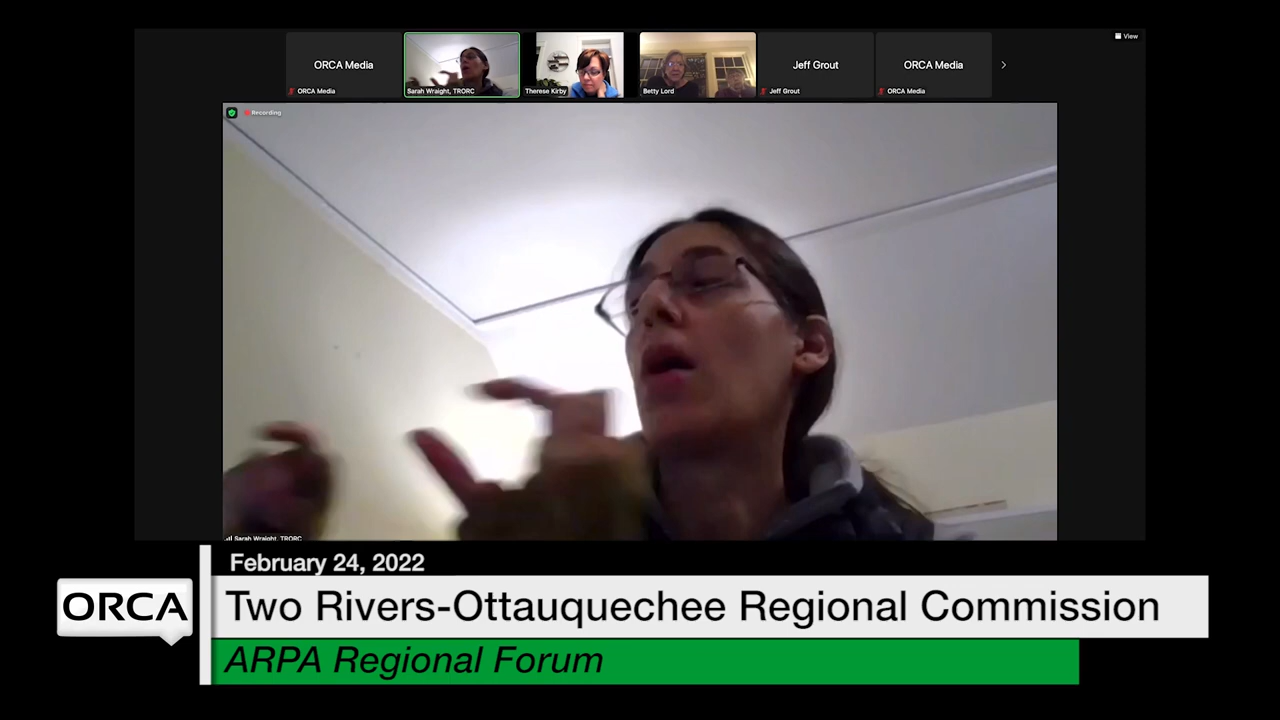 View
ORCA Media
Jeff Grout
ORCA Media
ORCA Media
Sarah Wraight, TRORC
Therese Kirby
Betty Lord
Jeff Grout
ORCA Media
Recording
Sarah Wraight, TRORC
February 24, 2022
ORCA
Two Rivers-Ottauquechee Regional Commission
ARPA Regional Forum